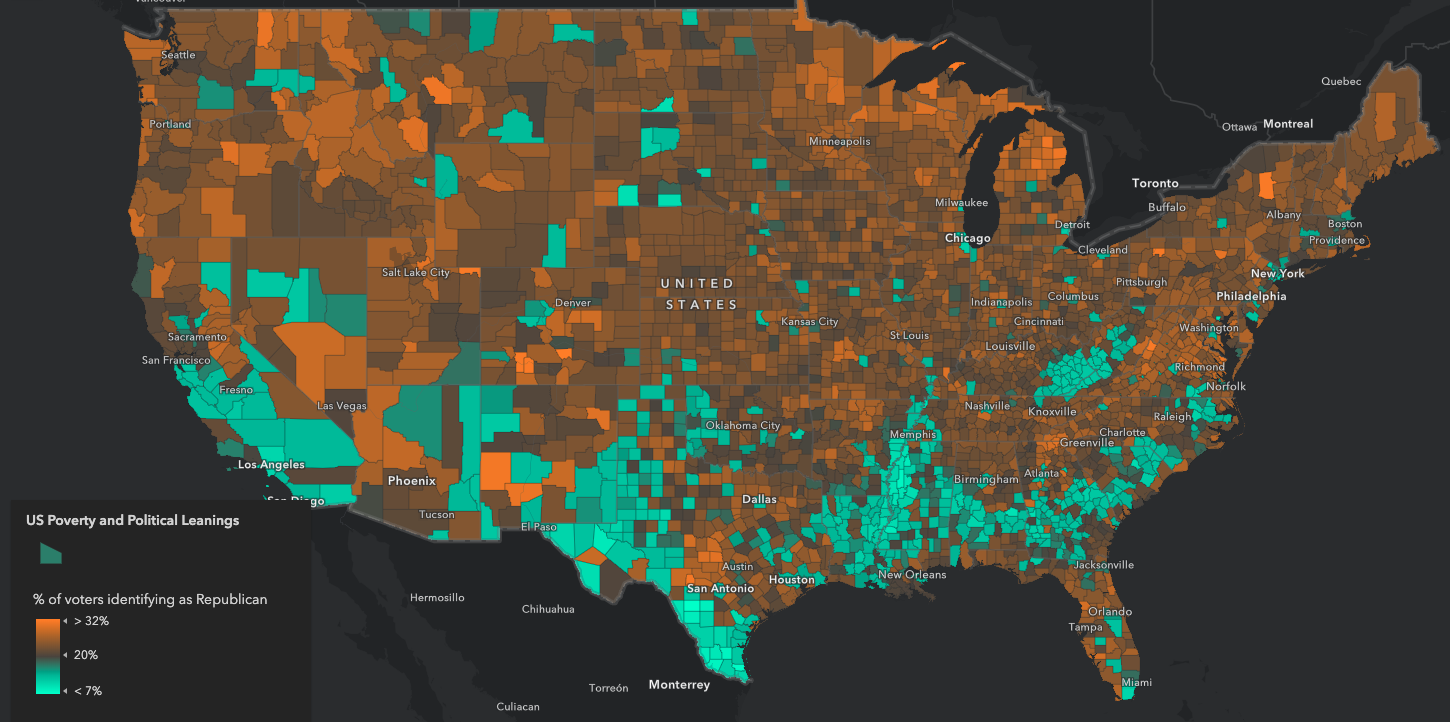 Vancouver
Seattle
Quebec
Portland
Ottawa
Montreal
Minneapolis
Toronto
Milwaukee
Buffalo
Albany
Detroit
Boston
Chicago
Providence
Cleveland
Salt Lake City
New York
UNITED
STATES
Pittsburgh
Denver
Indianapolis
Columbus
Philadelphia
Kansas City
Cincinnati
Washington
Sacramento
St Louis
Louisville
San Francisco
Richmond
Fresno
Norfolk
Las Vegas
Nashville
Knoxville
Raleigh
Oklahoma City
Memphis
Charlotte
Greenville
Los Angeles
Phoenix
Birmingham
Atlanta
San Diego
Dallas
Tucson
El Paso
Austin
Jacksonville
Houston
New Orleans
San Antonio
Hermosillo
Chihuahua
Orlando
Tampa
Torreón
Monterrey
Miami
Culiacan
US Poverty and Political Leanings
% of voters identifying as Republican
> 32%
20%
< 7%